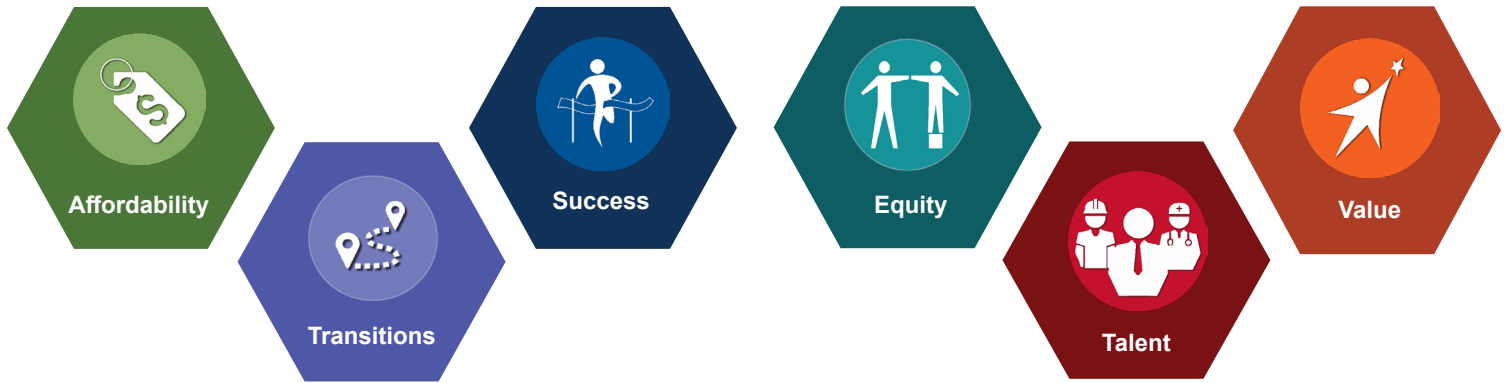 Affordability
Transitions
Success
Equity
Talent
Value